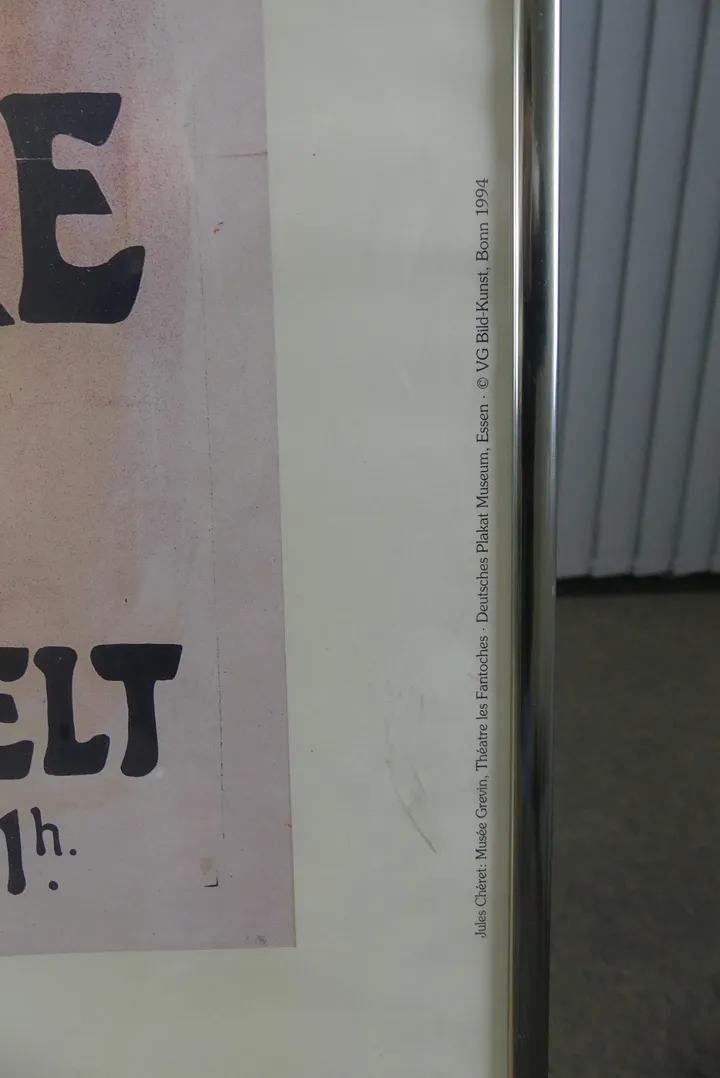 RE
ELT
1h.
Jules Chéret: Musée Grevin, Théatre les Fantoches · Deutsches Plakat Museum, Essen · © VG Bild-Kunst, Bonn 1994